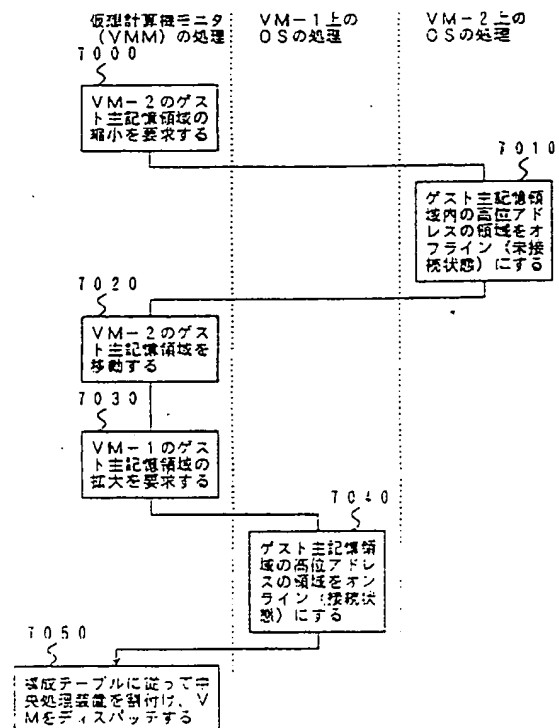 仮想計算機モニタ
(VMM)の処理
VM-1上の
OSの処理
VM-2上の
OSの処理
7000
VM-2のゲス
ト主記憶領域の
縮小を要求する
7010
ゲスト主記憶領
域内の高位アド
レスの領域をオ
フライン(未接
続状態)にする
7020
VM-2のゲス
ト主記憶領域を
移動する
7030
VM-1のゲス
ト主記憶領域の
拡大を要求する
7040
ゲスト主記憶領
域の高位アドレ
スの領域をオン
ライン(接続状
態)にする
7050
構成テーブルに従って中
央処理装置を割付け、V
Mをディスパッチする